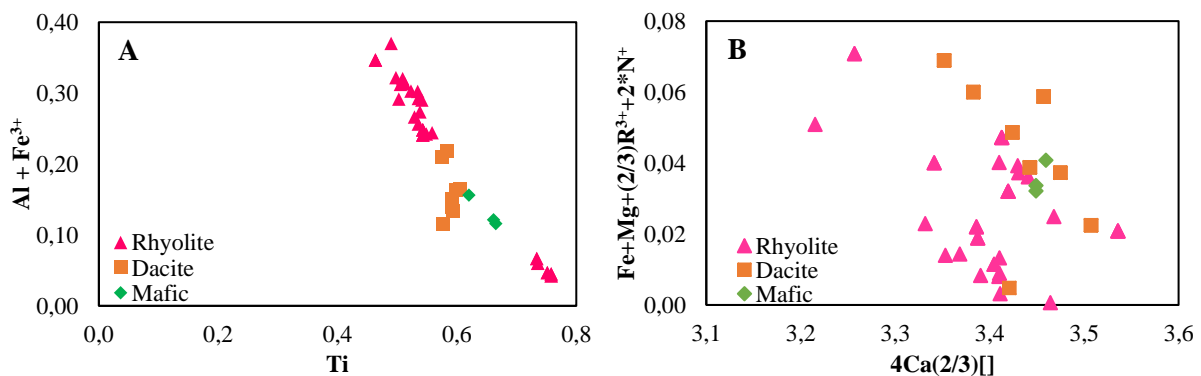 A
0,40
0,30
0,20
0,10
0,00
Al + Fe³⁺
Rhyolite
Dacite
Mafic
0,0
0,2
0,4
0,6
0,8
Ti
B
0,08
0,06
0,04
0,02
0,00
Fe+Mg+(2/3)R³⁺+2*N⁺
Rhyolite
Dacite
Mafic
3,1
3,2
3,3
3,4
3,5
3,6
4Ca(2/3)[]